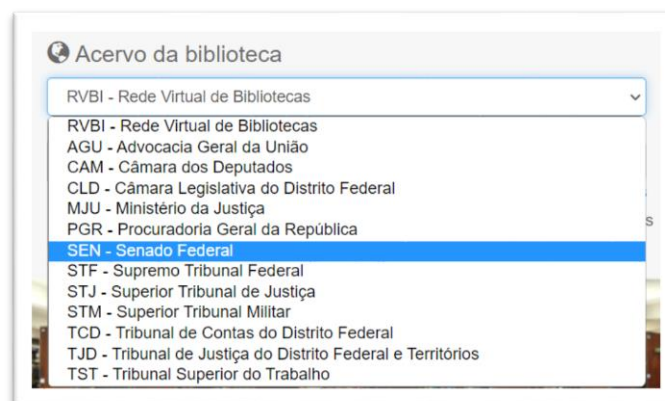 Acervo da biblioteca
RVBI - Rede Virtual de Bibliotecas
RVBI - Rede Virtual de Bibliotecas
AGU - Advocacia Geral da União
CAM - Câmara dos Deputados
CLD - Câmara Legislativa do Distrito Federal
MJU - Ministério da Justiça
PGR - Procuradoria Geral da República
SEN - Senado Federal
STF - Supremo Tribunal Federal
STJ - Superior Tribunal de Justiça
STM - Superior Tribunal Militar
TCD - Tribunal de Contas do Distrito Federal
TJD - Tribunal de Justiça do Distrito Federal e Territórios
TST - Tribunal Superior do Trabalho